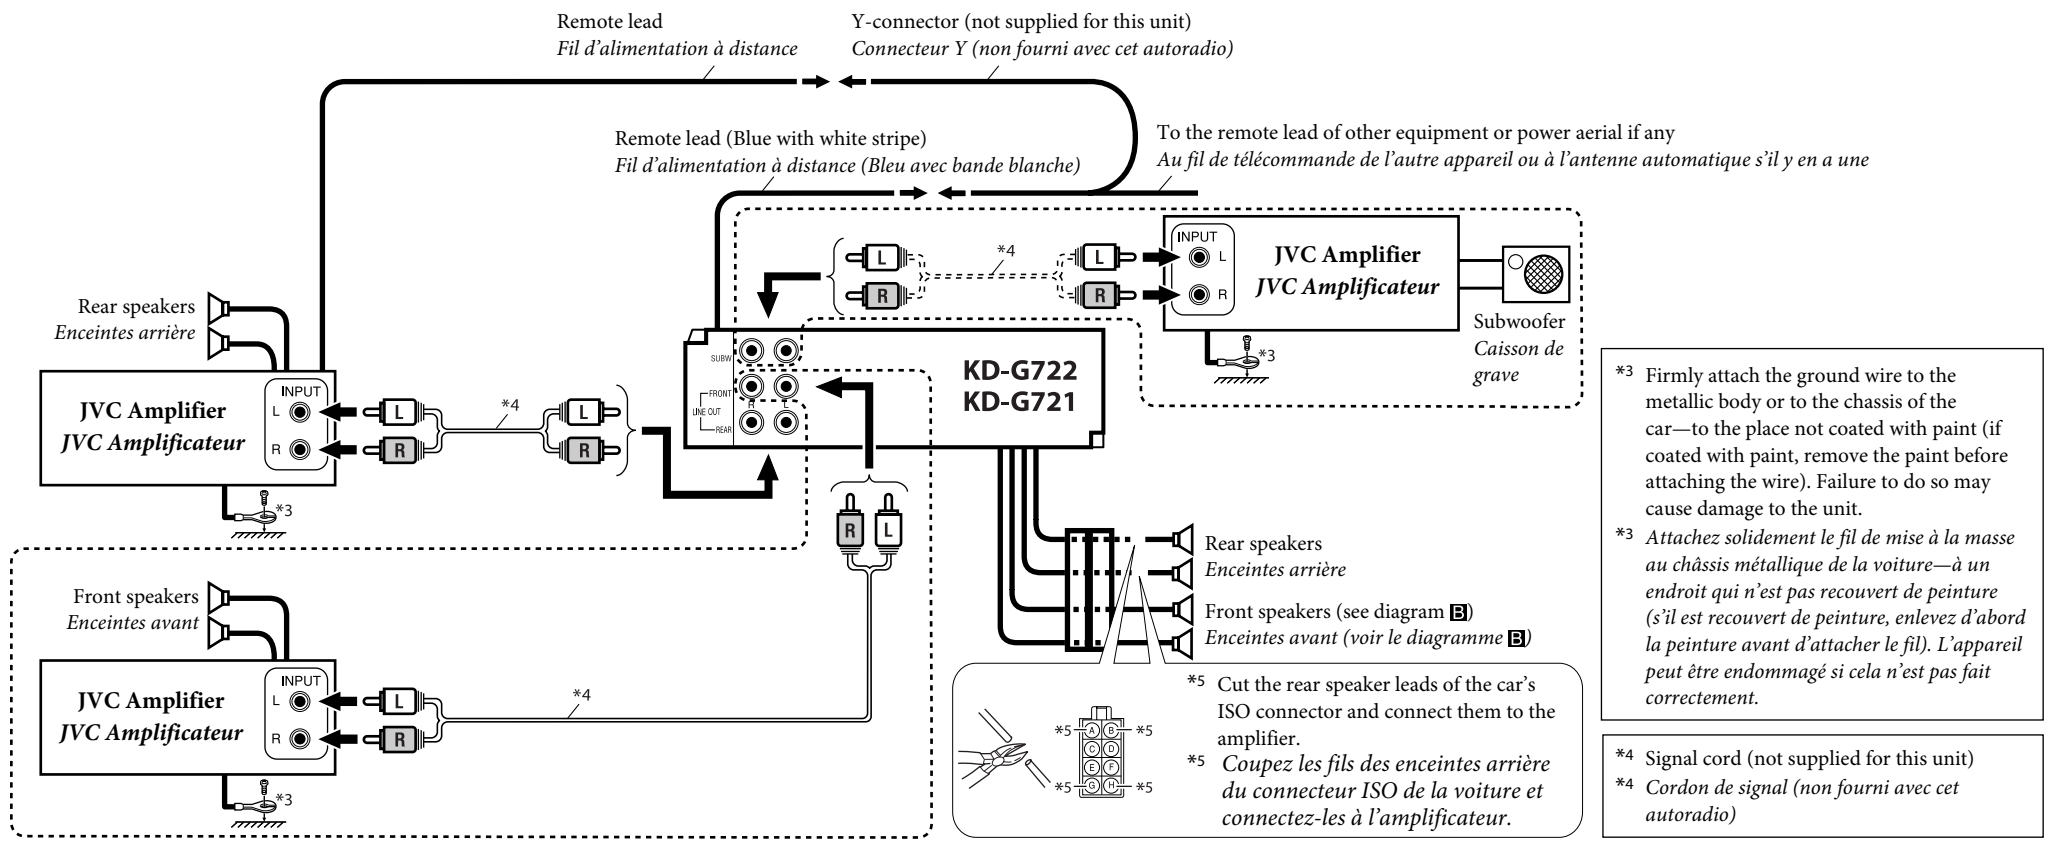 Remote lead
Fil d'alimentation à distance
Y-connector (not supplied for this unit)
Connecteur Y (non fourni avec cet autoradio)
Remote lead (Blue with white stripe)
Fil d'alimentation à distance (Bleu avec bande blanche)
To the remote lead of other equipment or power aerial if any
Au fil de télécommande de l'autre appareil ou à l'antenne automatique s'il y en a une
L
R
*4
L
R
INPUT
L
R
JVC Amplifier
JVC Amplificateur
*3
Subwoofer
Caisson de
grave
Rear speakers
Enceintes arrière
JVC Amplifier
JVC Amplificateur
INPUT
L
R
L
R
*4
L
R
*3
SUBW
FRONT
LINE OUT
REAR
R
L
KD-G722
KD-G721
R
L
Front speakers
Enceintes avant
JVC Amplifier
JVC Amplificateur
INPUT
L
R
L
R
*4
*3
Rear speakers
Enceintes arrière
Front speakers (see diagram B)
Enceintes avant (voir le diagramme B)
*5 *5
A B
C D
E F
G H
*5 *5
*5 Cut the rear speaker leads of the car's
ISO connector and connect them to the
amplifier.
*5 Coupez les fils des enceintes arrière
du connecteur ISO de la voiture et
connectez-les à l'amplificateur.
*3 Firmly attach the ground wire to the
metallic body or to the chassis of the
car—to the place not coated with paint (if
coated with paint, remove the paint before
attaching the wire). Failure to do so may
cause damage to the unit.
*3 Attachez solidement le fil de mise à la masse
au châssis métallique de la voiture—à un
endroit qui n'est pas recouvert de peinture
(s'il est recouvert de peinture, enlevez d'abord
la peinture avant d'attacher le fil). L'appareil
peut être endommagé si cela n'est pas fait
correctement.
*4 Signal cord (not supplied for this unit)
*4 Cordon de signal (non fourni avec cet
autoradio)